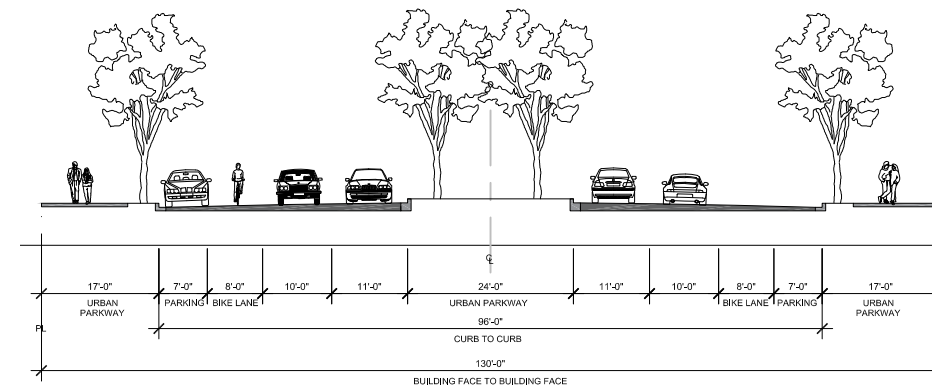 ℄
17'-0" 7'-0" 8'-0" 10'-0" 11'-0" 24'-0" 11'-0" 10'-0" 8'-0" 7'-0" 17'-0"
URBAN PARKING BIKE LANE URBAN PARKWAY BIKE LANE PARKING URBAN
PARKWAY PARKWAY
PL 96'-0"
CURB TO CURB
130'-0"
BUILDING FACE TO BUILDING FACE